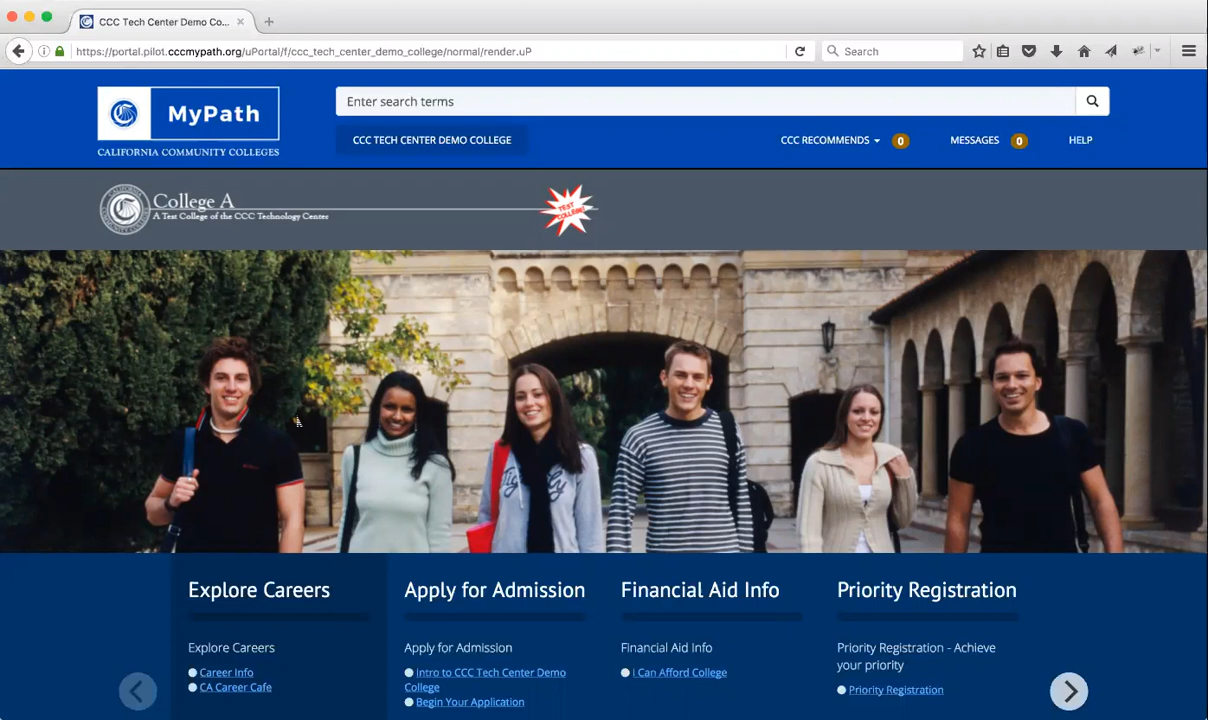 CCC Tech Center Demo Co...
https://portal.pilot.cccmypath.org/uPortal/f/ccc_tech_center_demo_college/normal/render.uP
Search
MyPath
CALIFORNIA COMMUNITY COLLEGES
Enter search terms
CCC TECH CENTER DEMO COLLEGE
CCC RECOMMENDS 0
MESSAGES 0
HELP
College A
A Test College of the CCC Technology Center
TEST
COLLEGE
Explore Careers
Explore Careers
Career Info
CA Career Cafe
Apply for Admission
Apply for Admission
Intro to CCC Tech Center Demo
College
Begin Your Application
Financial Aid Info
Financial Aid Info
I Can Afford College
Priority Registration
Priority Registration - Achieve
your priority
Priority Registration